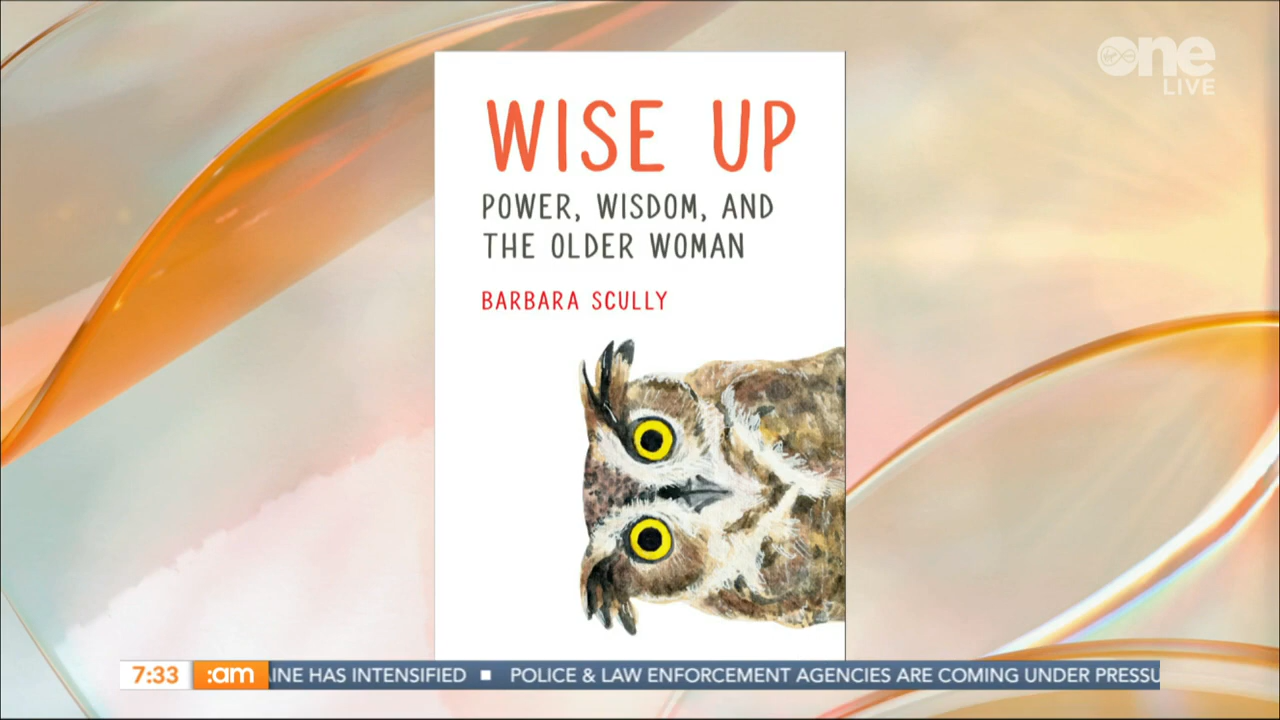 one
LIVE
WISE UP
POWER, WISDOM, AND
THE OLDER WOMAN
BARBARA SCULLY
7:33 :am AINE HAS INTENSIFIED ■ POLICE & LAW ENFORCEMENT AGENCIES ARE COMING UNDER PRESSU